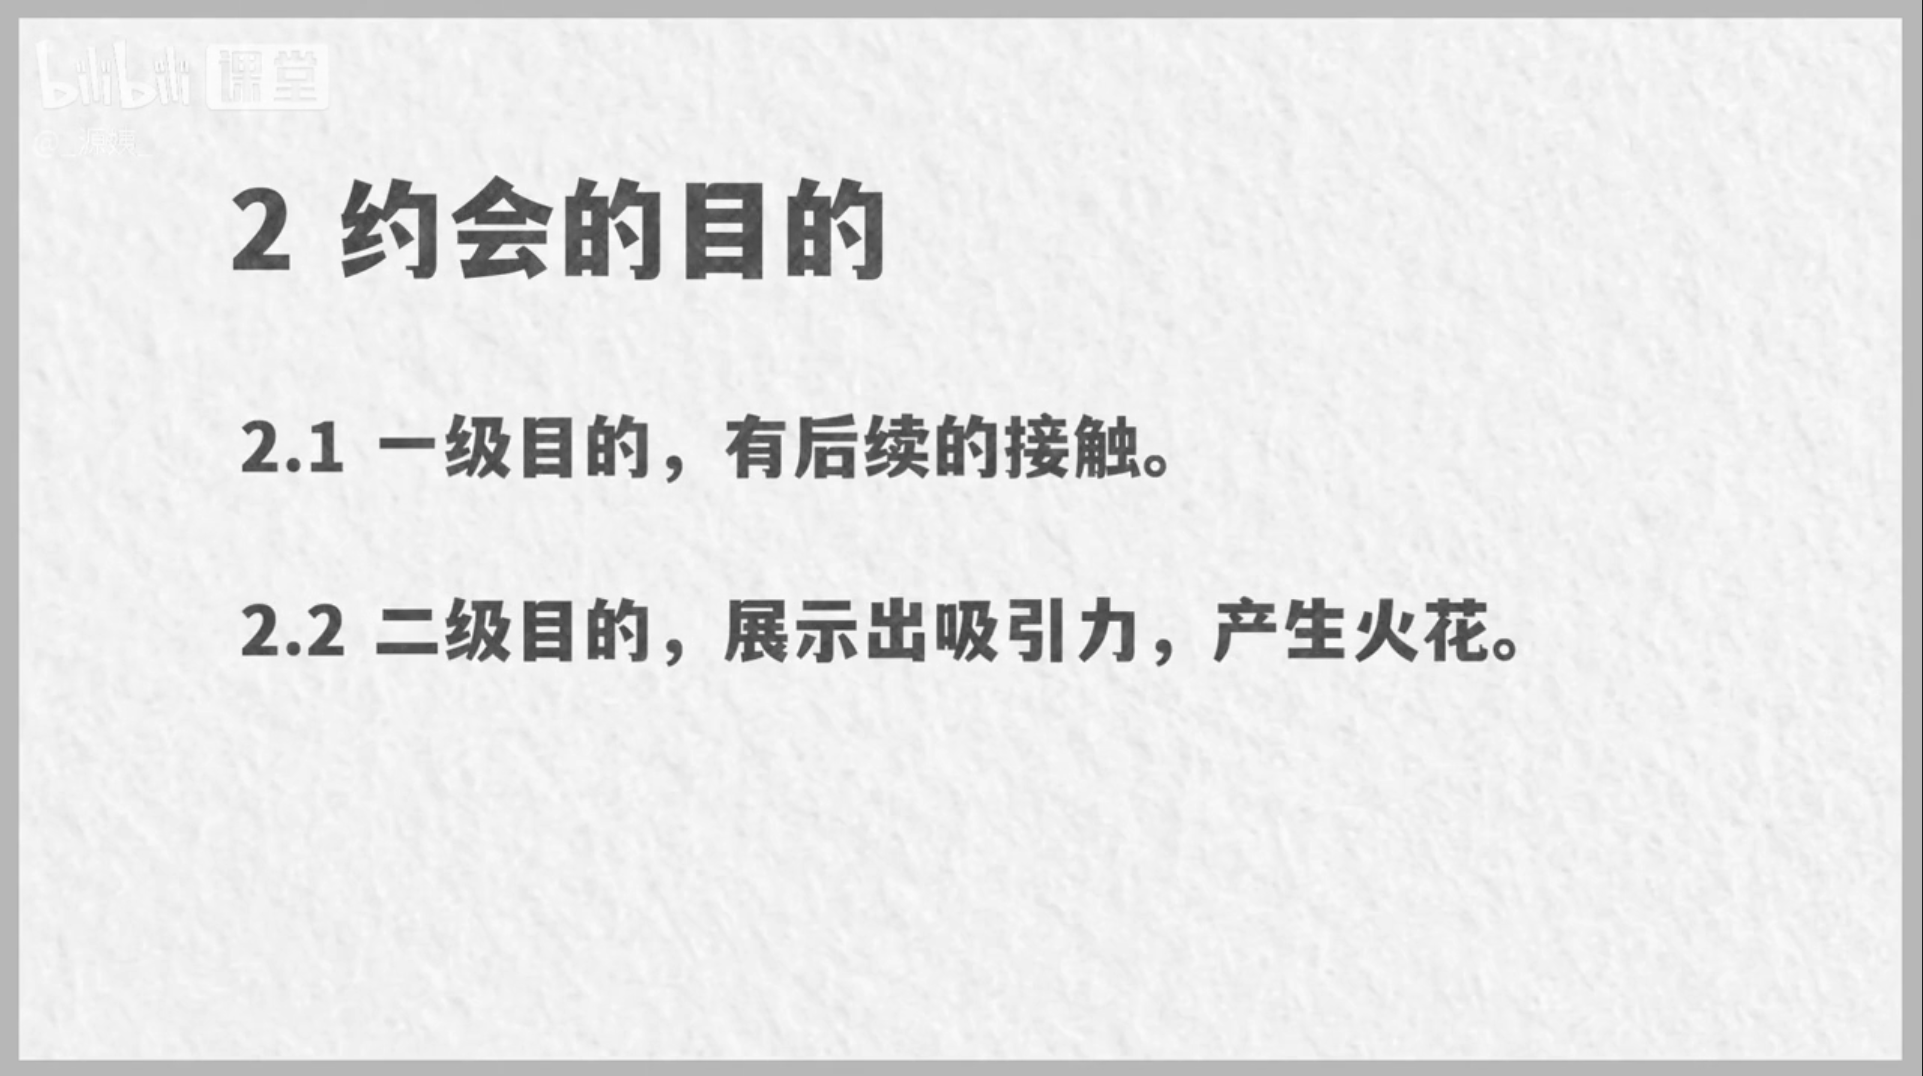 bilibili 课堂
2 约会的目的
2.1 一级目的，有后续的接触。
2.2 二级目的，展示出吸引力，产生火花。